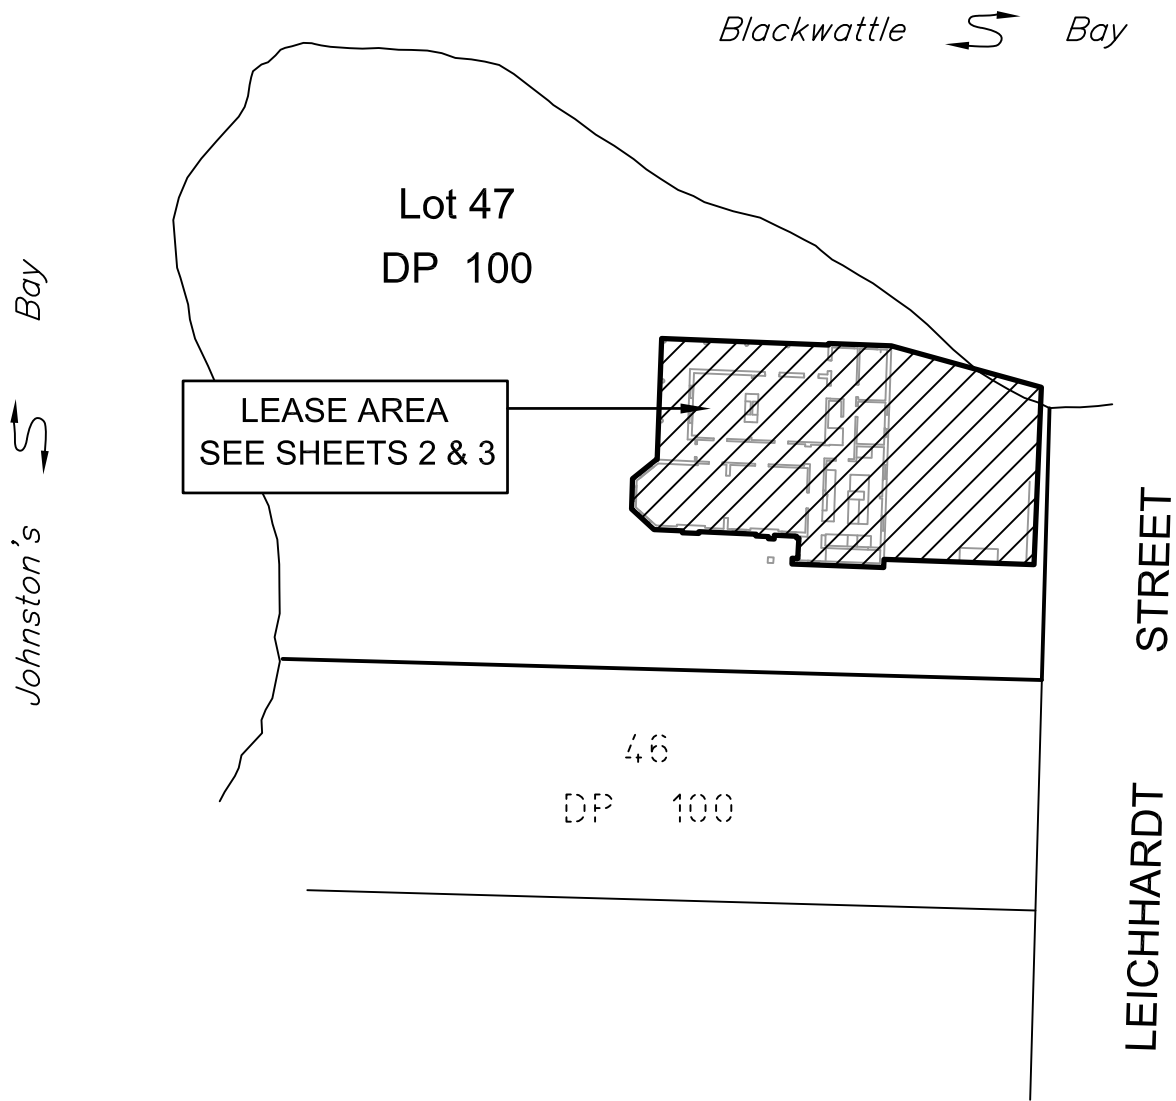 Blackwattle Bay
Lot 47
DP 100
Johnston's Bay
LEASE AREA
SEE SHEETS 2 & 3
46
DP 100
LEICHHARDT STREET